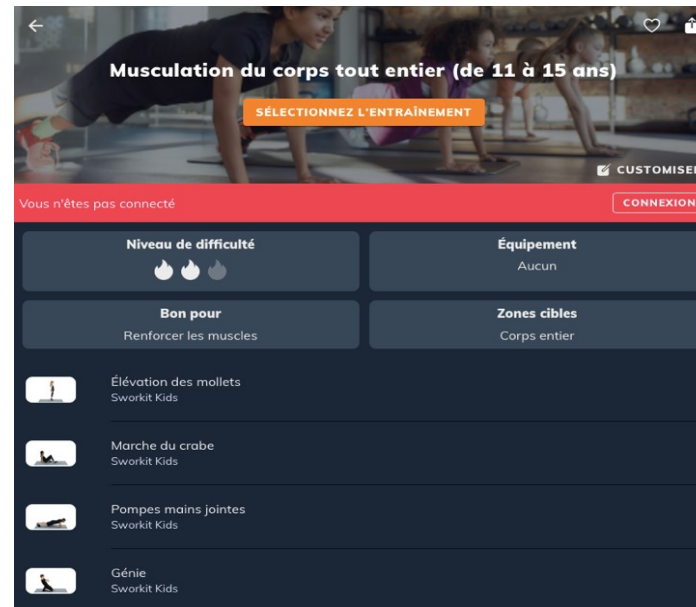 Musculation du corps tout entier (de 11 à 15 ans)
SÉLECTIONNEZ L'ENTRAÎNEMENT
CUSTOMISER
Vous n'êtes pas connecté
CONNEXION
Niveau de difficulté
Équipement
Aucun
Bon pour
Renforcer les muscles
Zones cibles
Corps entier
Élévation des mollets
Sworkit Kids
Marche du crabe
Sworkit Kids
Pompes mains jointes
Sworkit Kids
Génie
Sworkit Kids